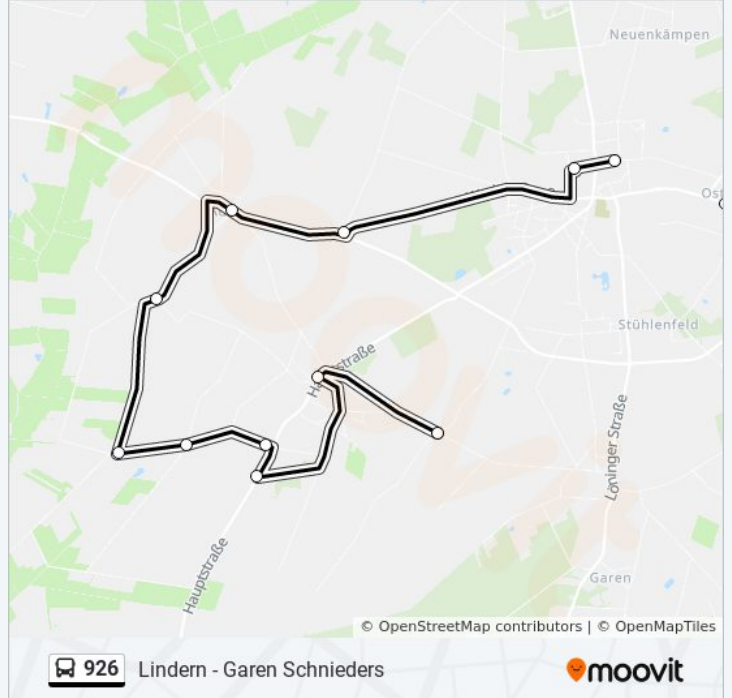 Neuenkämpen
Ost
Stühlenfeld
Hauptstraße
Löninger Straße
Hauptstraße
Garen
© OpenStreetMap contributors | © OpenMapTiles
926 Lindern - Garen Schnieders
moovit